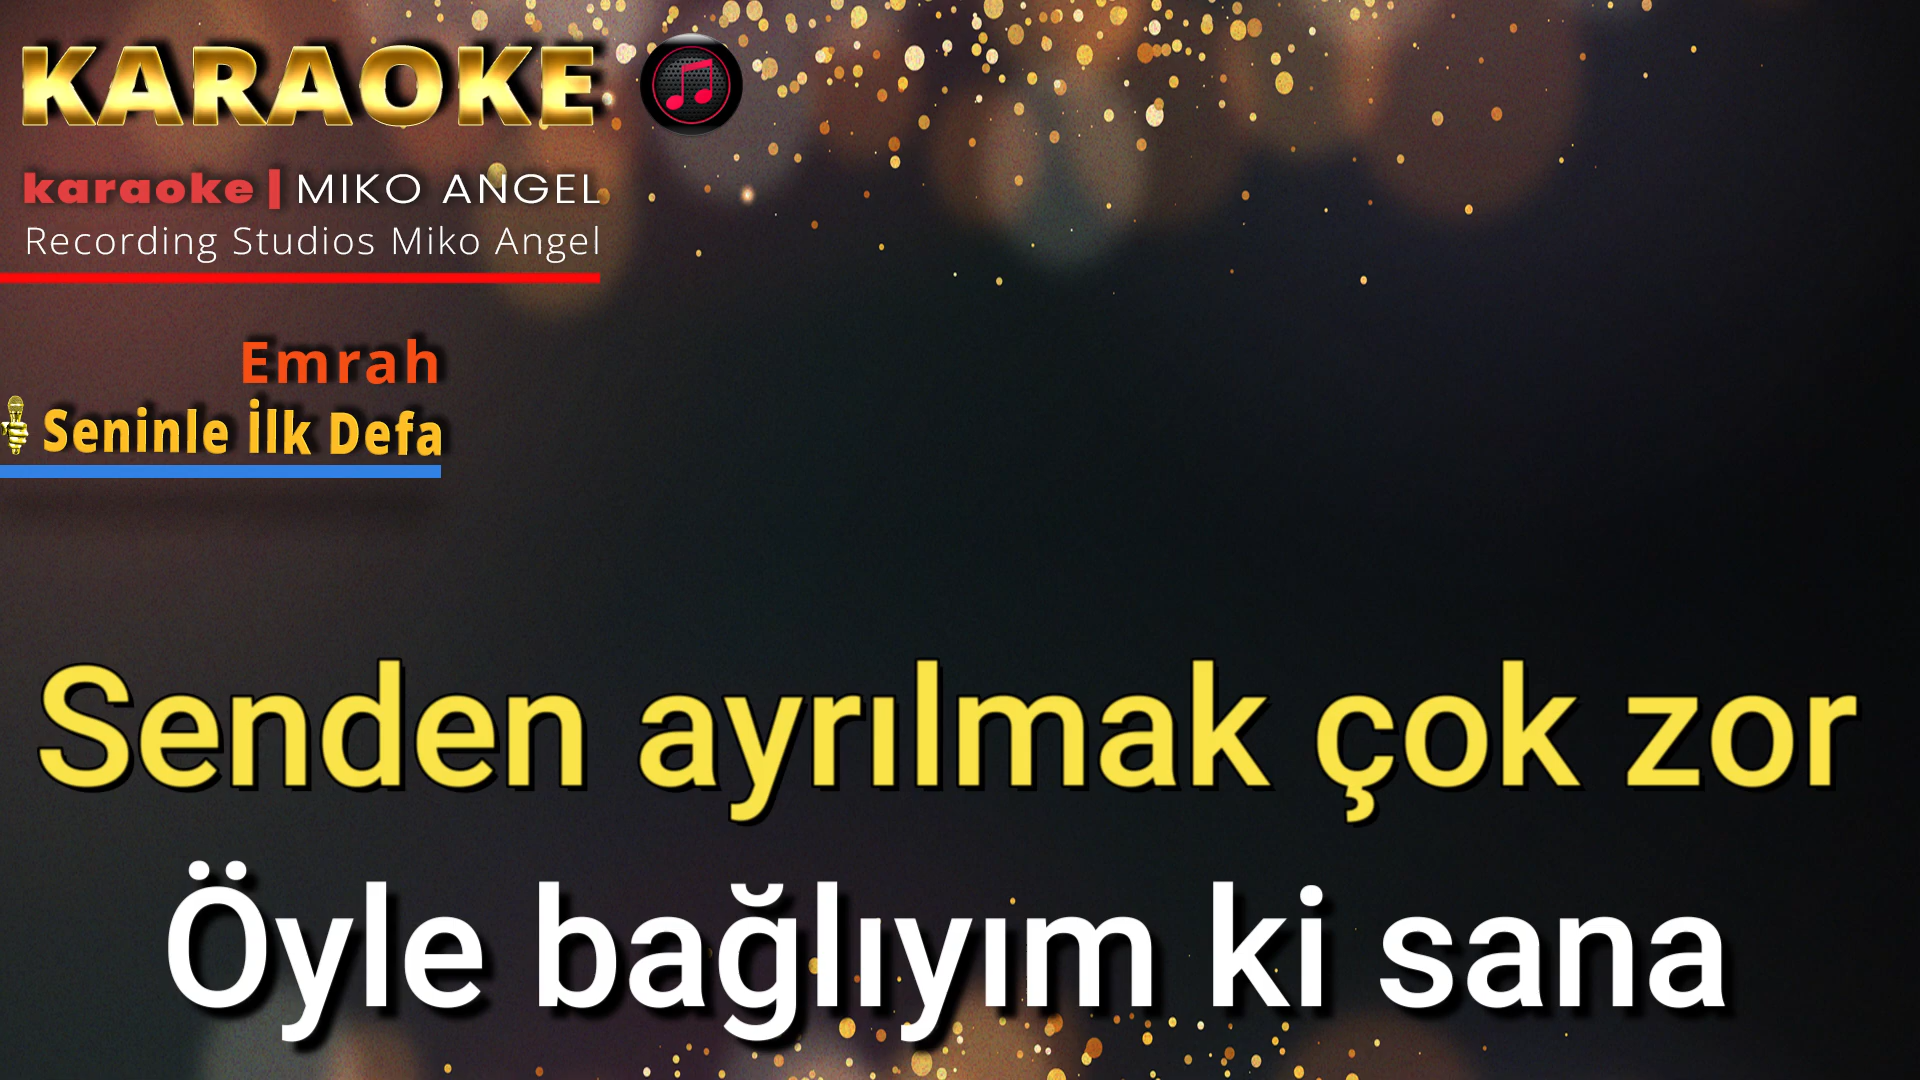 KARAOKE
karaoke | MIKO ANGEL
Recording Studios Miko Angel
Emrah
Seninle İlk Defa
Senden ayrılmak çok zor
Öyle bağlıyım ki sana